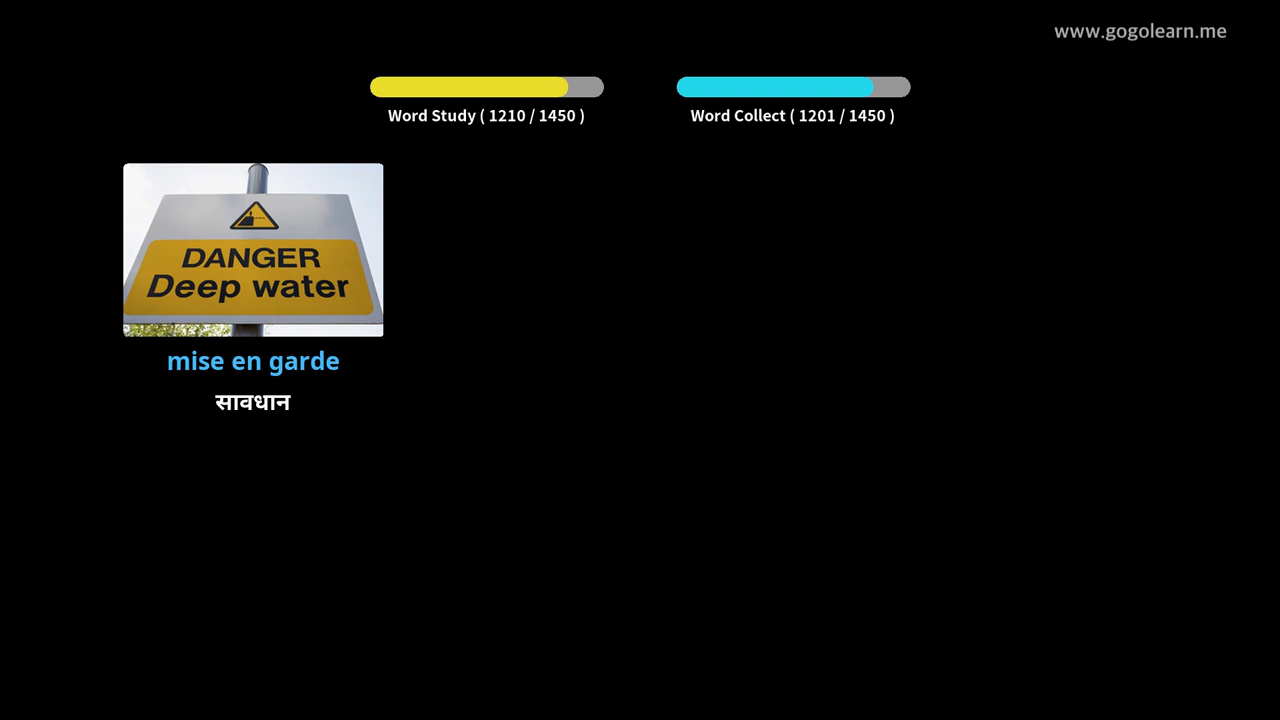 www.gogolearn.me
Word Study ( 1210 / 1450 )
Word Collect ( 1201 / 1450 )
DANGER
Deep water
mise en garde
सावधान